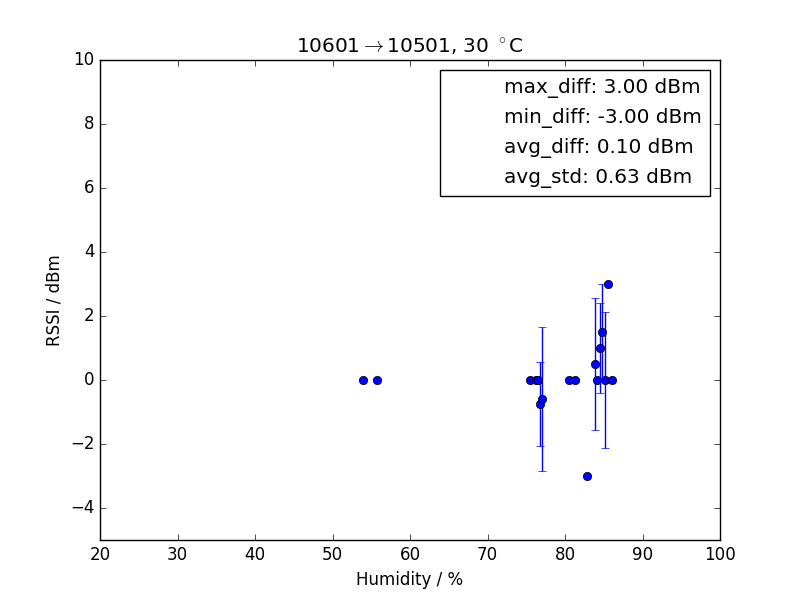 10601→10501, 30 °C
max_diff: 3.00 dBm
min_diff: -3.00 dBm
avg_diff: 0.10 dBm
avg_std: 0.63 dBm
RSSI / dBm
10
8
6
4
2
0
−2
−4
20 30 40 50 60 70 80 90 100
Humidity / %